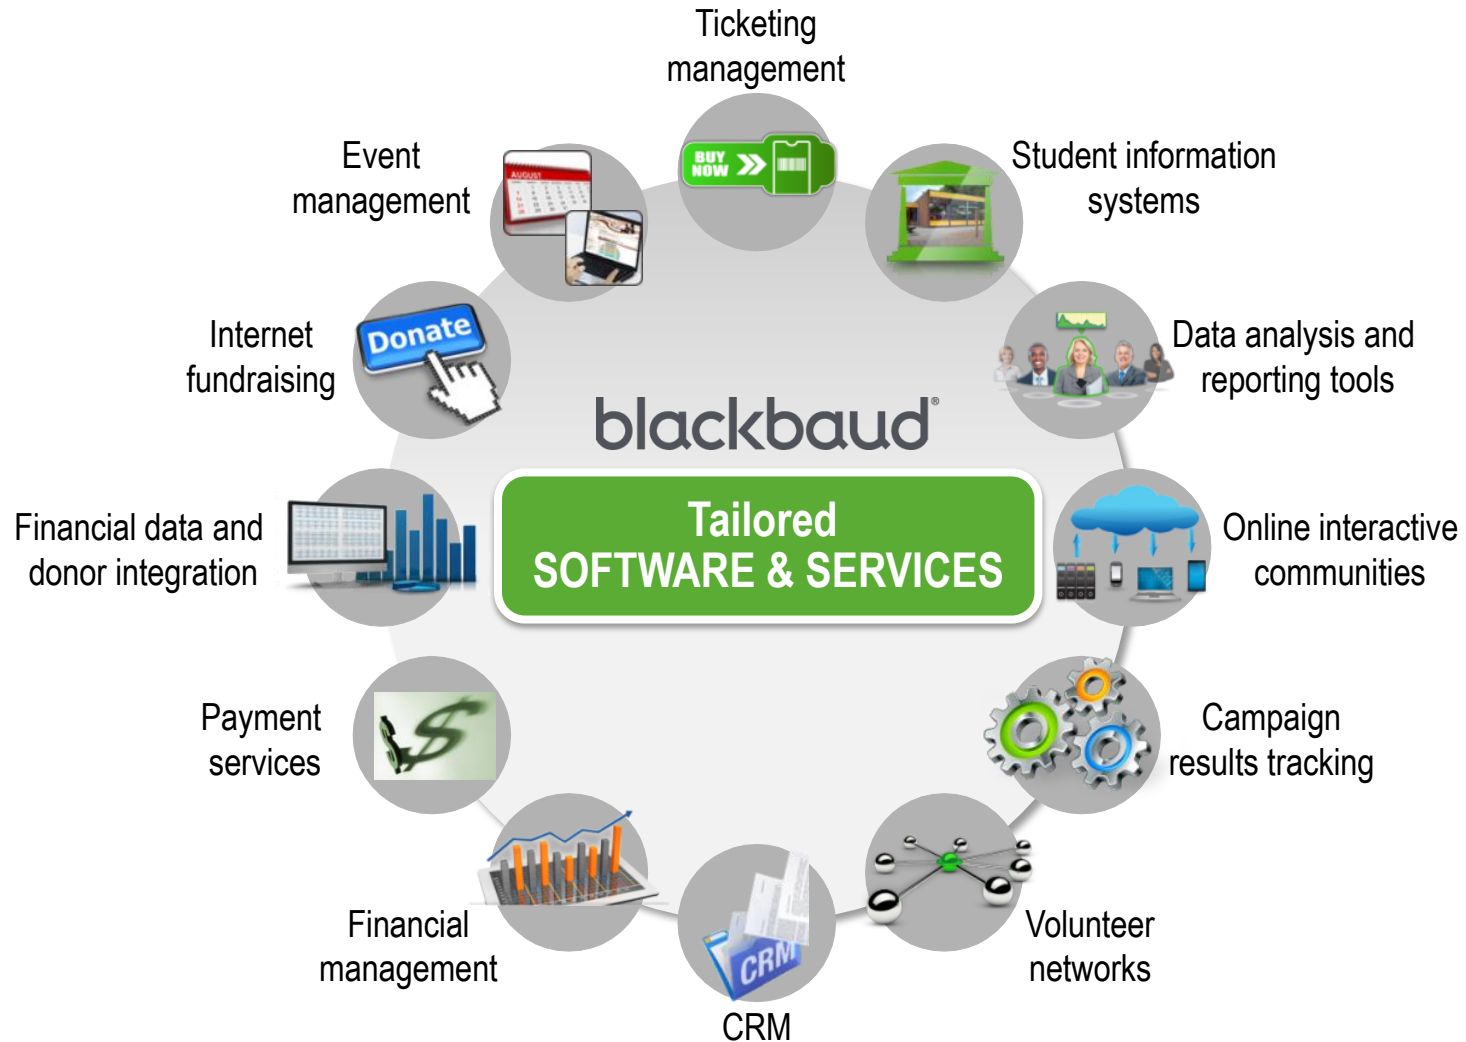 Ticketing
management
BUY
NOW
Event
management
AUGUST
Student information
systems
Internet
fundraising
Donate
Data analysis and
reporting tools
blackbaud®
Tailored
SOFTWARE & SERVICES
Financial data and
donor integration
Online interactive
communities
Payment
services
$
Campaign
results tracking
Financial
management
CRM
Volunteer
networks
CRM